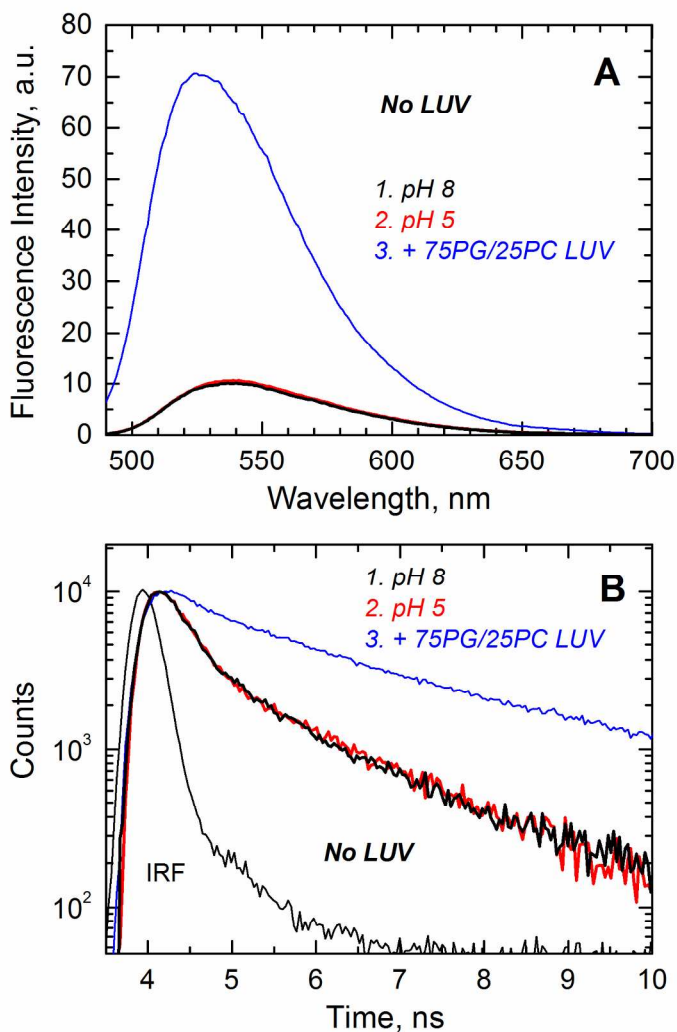 80
70
60
50
40
30
20
10
0
Fluorescence Intensity, a.u.
A
No LUV
1. pH 8
2. pH 5
3. + 75PG/25PC LUV
500 550 600 650 700
Wavelength, nm
B
1. pH 8
2. pH 5
3. + 75PG/25PC LUV
10⁴
10³
10²
Counts
No LUV
IRF
4 5 6 7 8 9 10
Time, ns